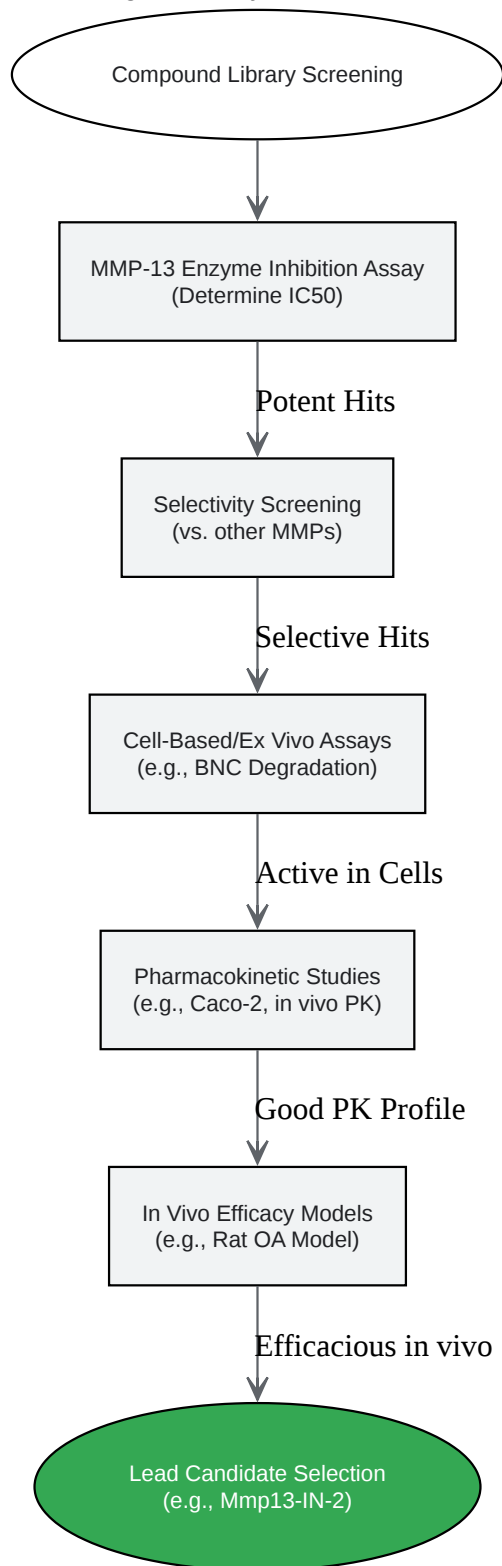 Compound Library Screening
MMP-13 Enzyme Inhibition Assay
(Determine IC50)
Potent Hits
Selectivity Screening
(vs. other MMPs)
Selective Hits
Cell-Based/Ex Vivo Assays
(e.g., BNC Degradation)
Active in Cells
Pharmacokinetic Studies
(e.g., Caco-2, in vivo PK)
Good PK Profile
In Vivo Efficacy Models
(e.g., Rat OA Model)
Efficacious in vivo
Lead Candidate Selection
(e.g., Mmp13-IN-2)